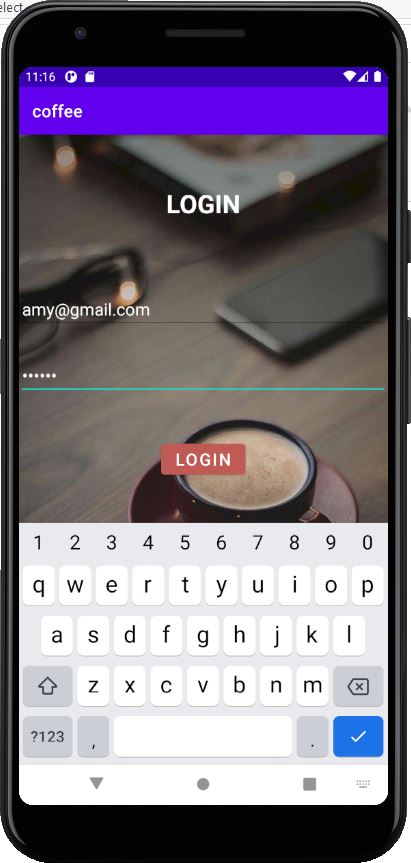 elect
11:16
coffee
LOGIN
amy@gmail.com
••••••
LOGIN
1 2 3 4 5 6 7 8 9 0
q w e r t y u i o p
a s d f g h j k l
z x c v b n m
?123 , .